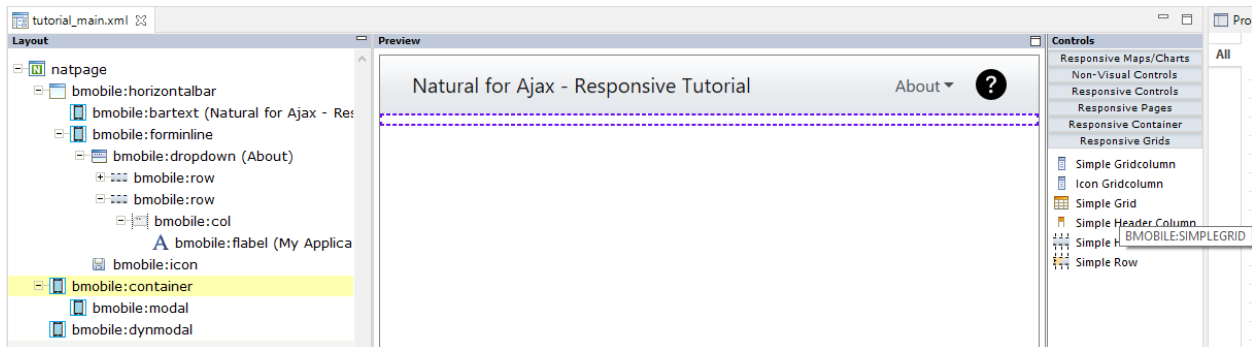 tutorial_main.xml
Pro
Layout
Preview
Controls
All
natpage
bmobile:horizontalbar
bmobile:bartext (Natural for Ajax - Res
bmobile:forminline
bmobile:dropdown (About)
bmobile:row
bmobile:row
bmobile:col
bmobile:flabel (My Applica
bmobile:icon
bmobile:container
bmobile:modal
bmobile:dynmodal
Natural for Ajax - Responsive Tutorial
About
?
Responsive Maps/Charts
Non-Visual Controls
Responsive Controls
Responsive Pages
Responsive Container
Responsive Grids
Simple Gridcolumn
Icon Gridcolumn
Simple Grid
Simple Header Column
Simple H
BMOBILE:SIMPLEGRID
Simple Row